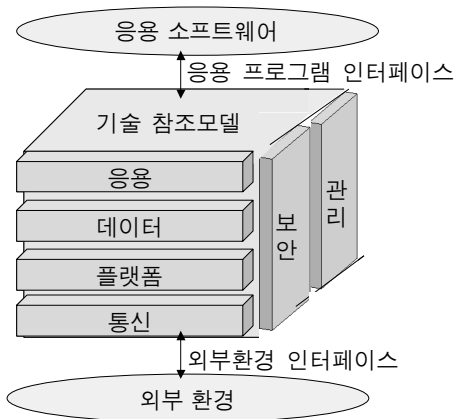 응용 소프트웨어
응용 프로그램 인터페이스
기술 참조모델
응용
데이터
플랫폼
통신
보안
관리
외부환경 인터페이스
외부 환경